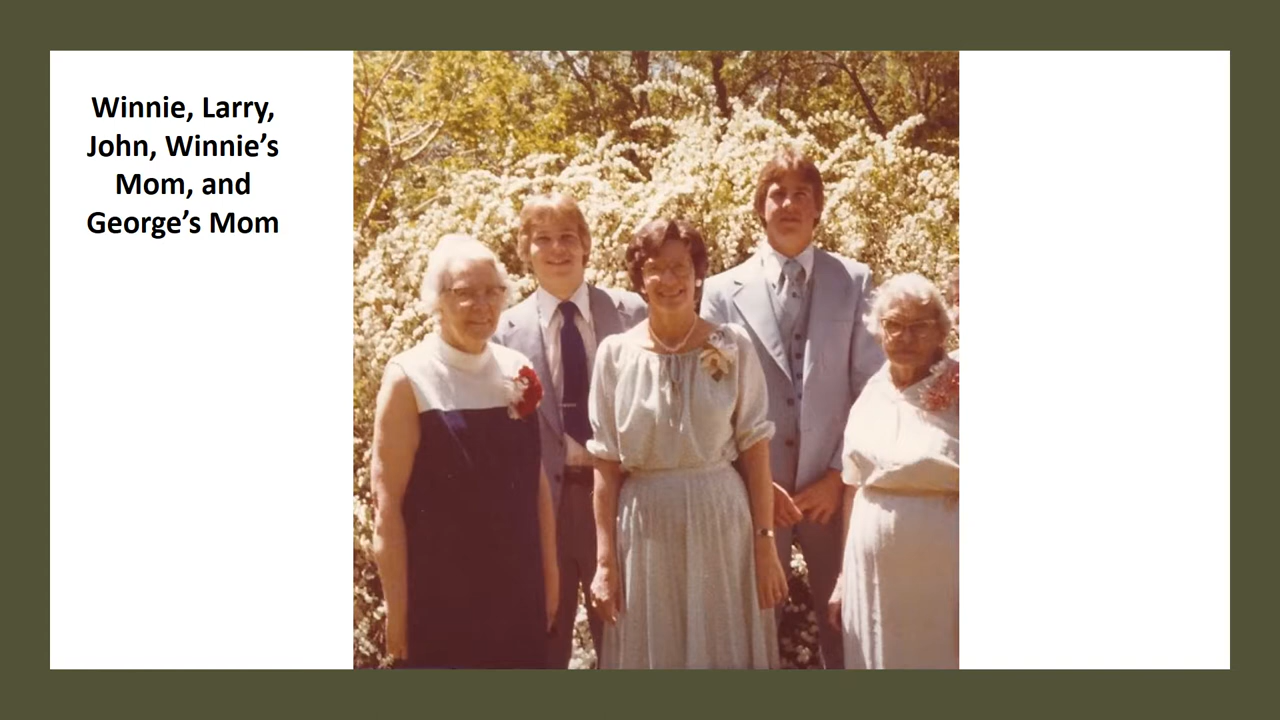 Winnie, Larry,
John, Winnie’s
Mom, and
George’s Mom